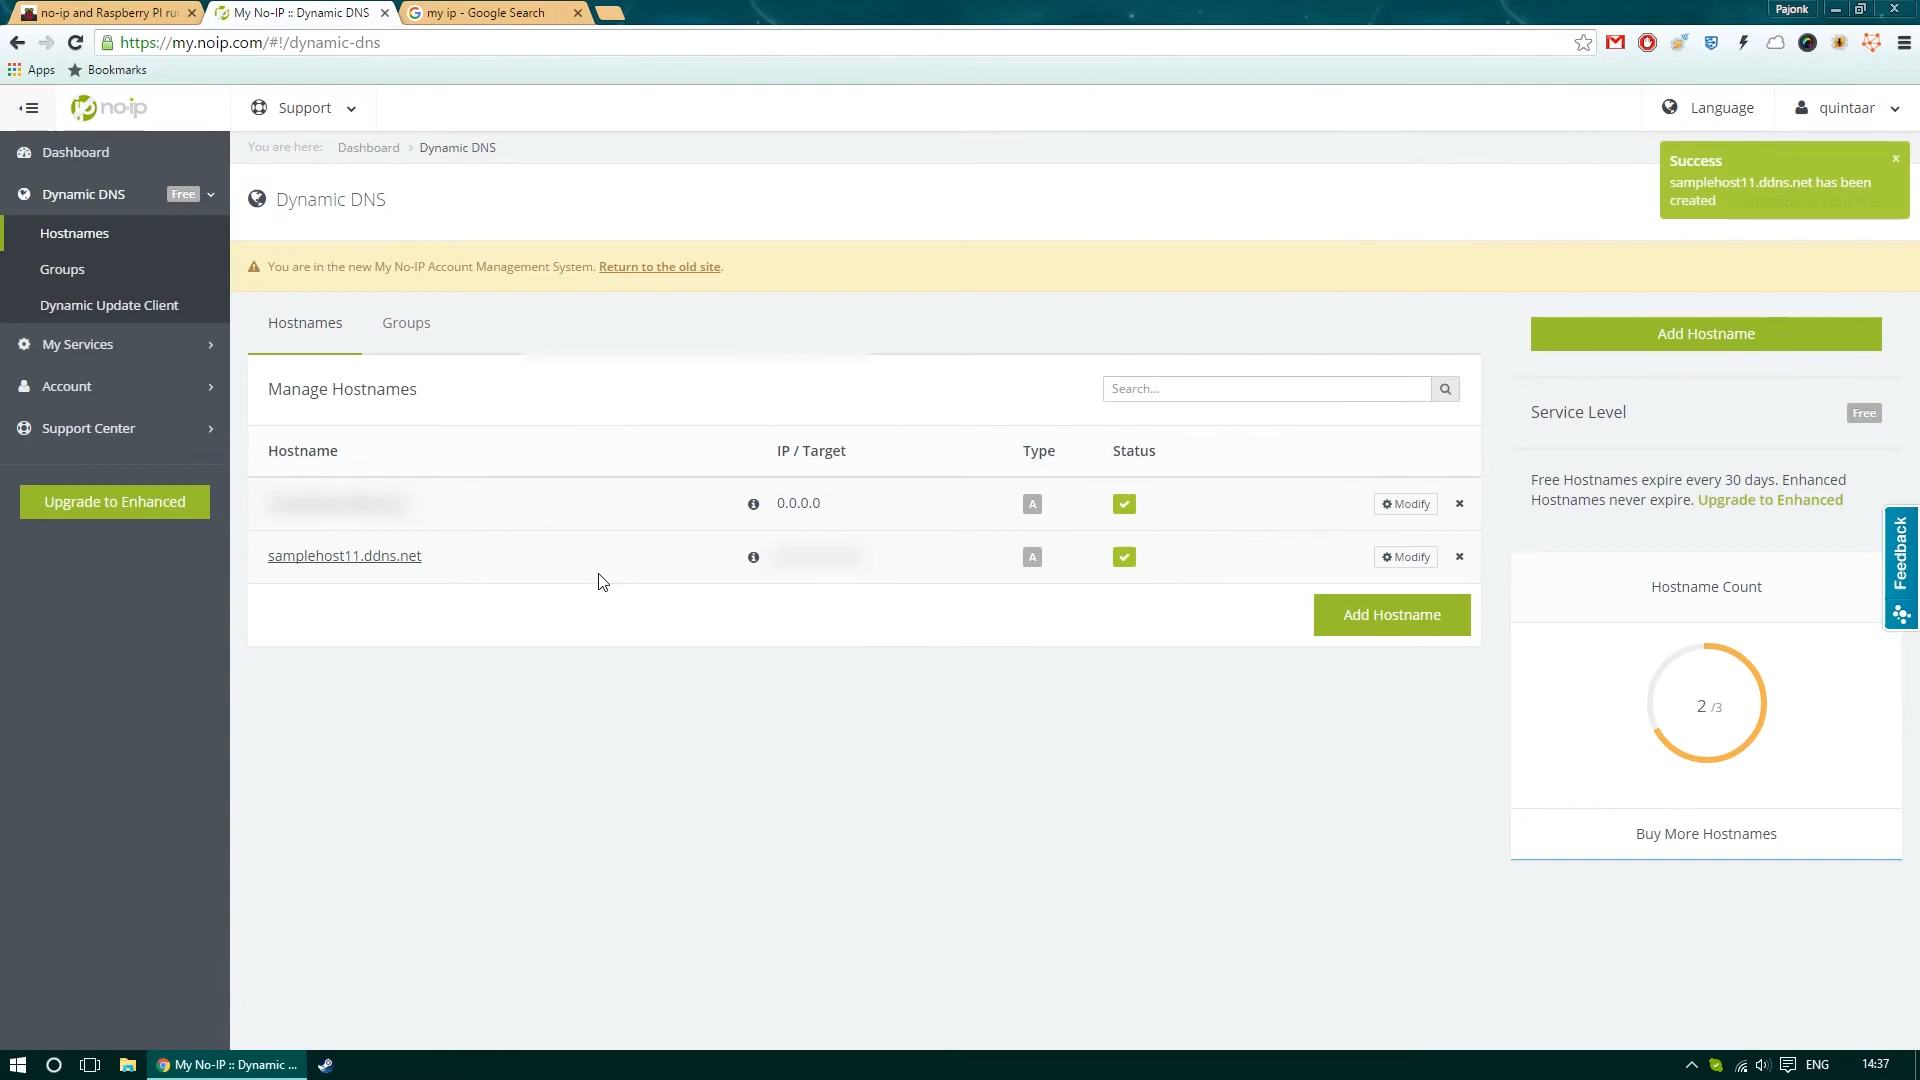 no-ip and Raspberry PI ru
My No-IP :: Dynamic DNS
my ip - Google Search
Pajonk
https://my.noip.com/#!/dynamic-dns
Apps
Bookmarks
no-ip
Support
Language
quintaar
You are here:
Dashboard
Dynamic DNS
Dashboard
Dynamic DNS
Free
Hostnames
Groups
Dynamic Update Client
My Services
Account
Support Center
Upgrade to Enhanced
Dynamic DNS
Success
samplehost11.ddns.net has been
created
You are in the new My No-IP Account Management System. Return to the old site.
Hostnames
Groups
Add Hostname
Manage Hostnames
Search...
Service Level
Free
Hostname
IP / Target
Type
Status
Free Hostnames expire every 30 days. Enhanced
Hostnames never expire. Upgrade to Enhanced
0.0.0.0
A
Modify
samplehost11.ddns.net
A
Modify
Add Hostname
Feedback
Hostname Count
2 /3
Buy More Hostnames
My No-IP :: Dynamic ...
ENG
14:37